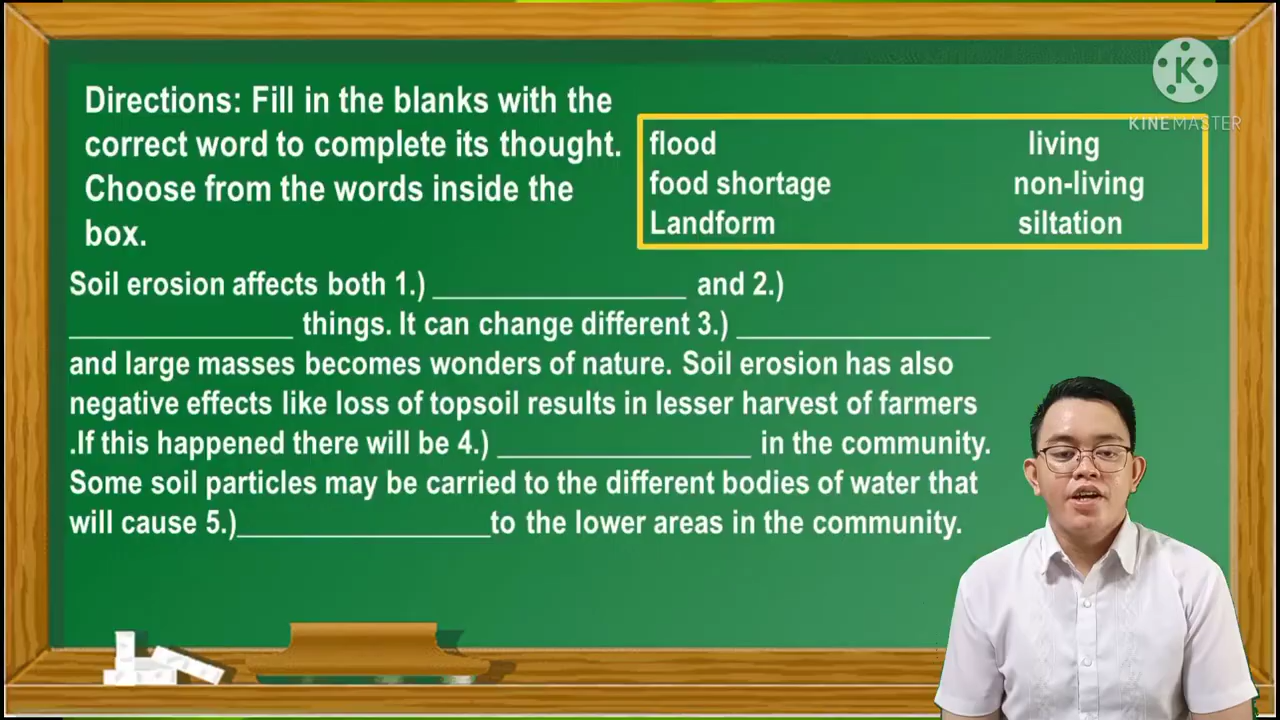 Directions: Fill in the blanks with the
correct word to complete its thought.
Choose from the words inside the
box.
flood living
food shortage non-living
Landform siltation
KINEMASTER
Soil erosion affects both 1.) ________________ and 2.)
______________ things. It can change different 3.) ________________
and large masses becomes wonders of nature. Soil erosion has also
negative effects like loss of topsoil results in lesser harvest of farmers
.If this happened there will be 4.) ________________ in the community.
Some soil particles may be carried to the different bodies of water that
will cause 5.)________________to the lower areas in the community.